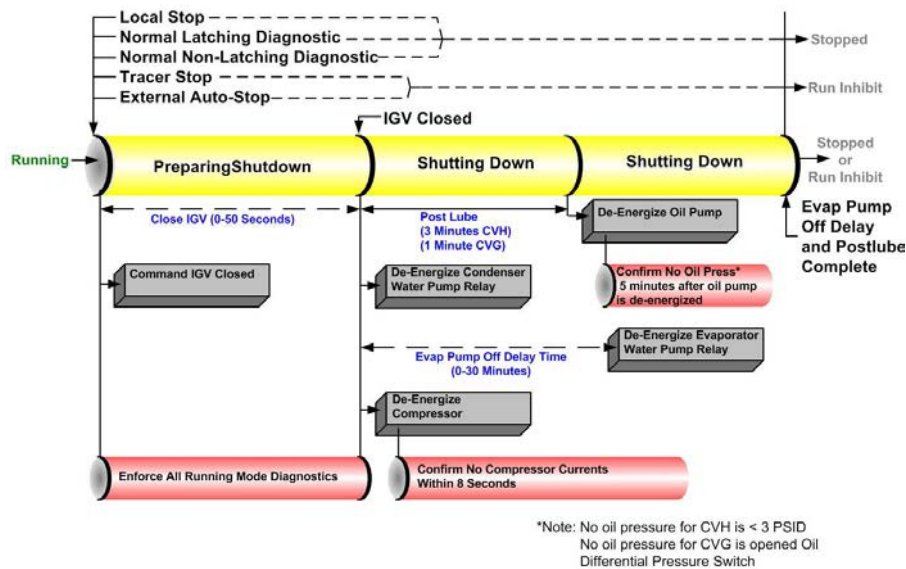 Local Stop
Normal Latching Diagnostic
Normal Non-Latching Diagnostic
Stopped
Tracer Stop
External Auto-Stop
Run Inhibit
IGV Closed
Running
PreparingShutdown
Shutting Down
Shutting Down
Stopped
or
Run Inhibit
Close IGV (0-50 Seconds)
Post Lube
(3 Minutes CVH)
(1 Minute CVG)
De-Energize Oil Pump
Evap Pump
Off Delay
and Postlube
Complete
Command IGV Closed
De-Energize Condenser
Water Pump Relay
Confirm No Oil Press*
5 minutes after oil pump
is de-energized
Evap Pump Off Delay Time
(0-30 Minutes)
De-Energize Evaporator
Water Pump Relay
De-Energize
Compressor
Enforce All Running Mode Diagnostics
Confirm No Compressor Currents
Within 8 Seconds
*Note: No oil pressure for CVH is < 3 PSID
No oil pressure for CVG is opened Oil
Differential Pressure Switch